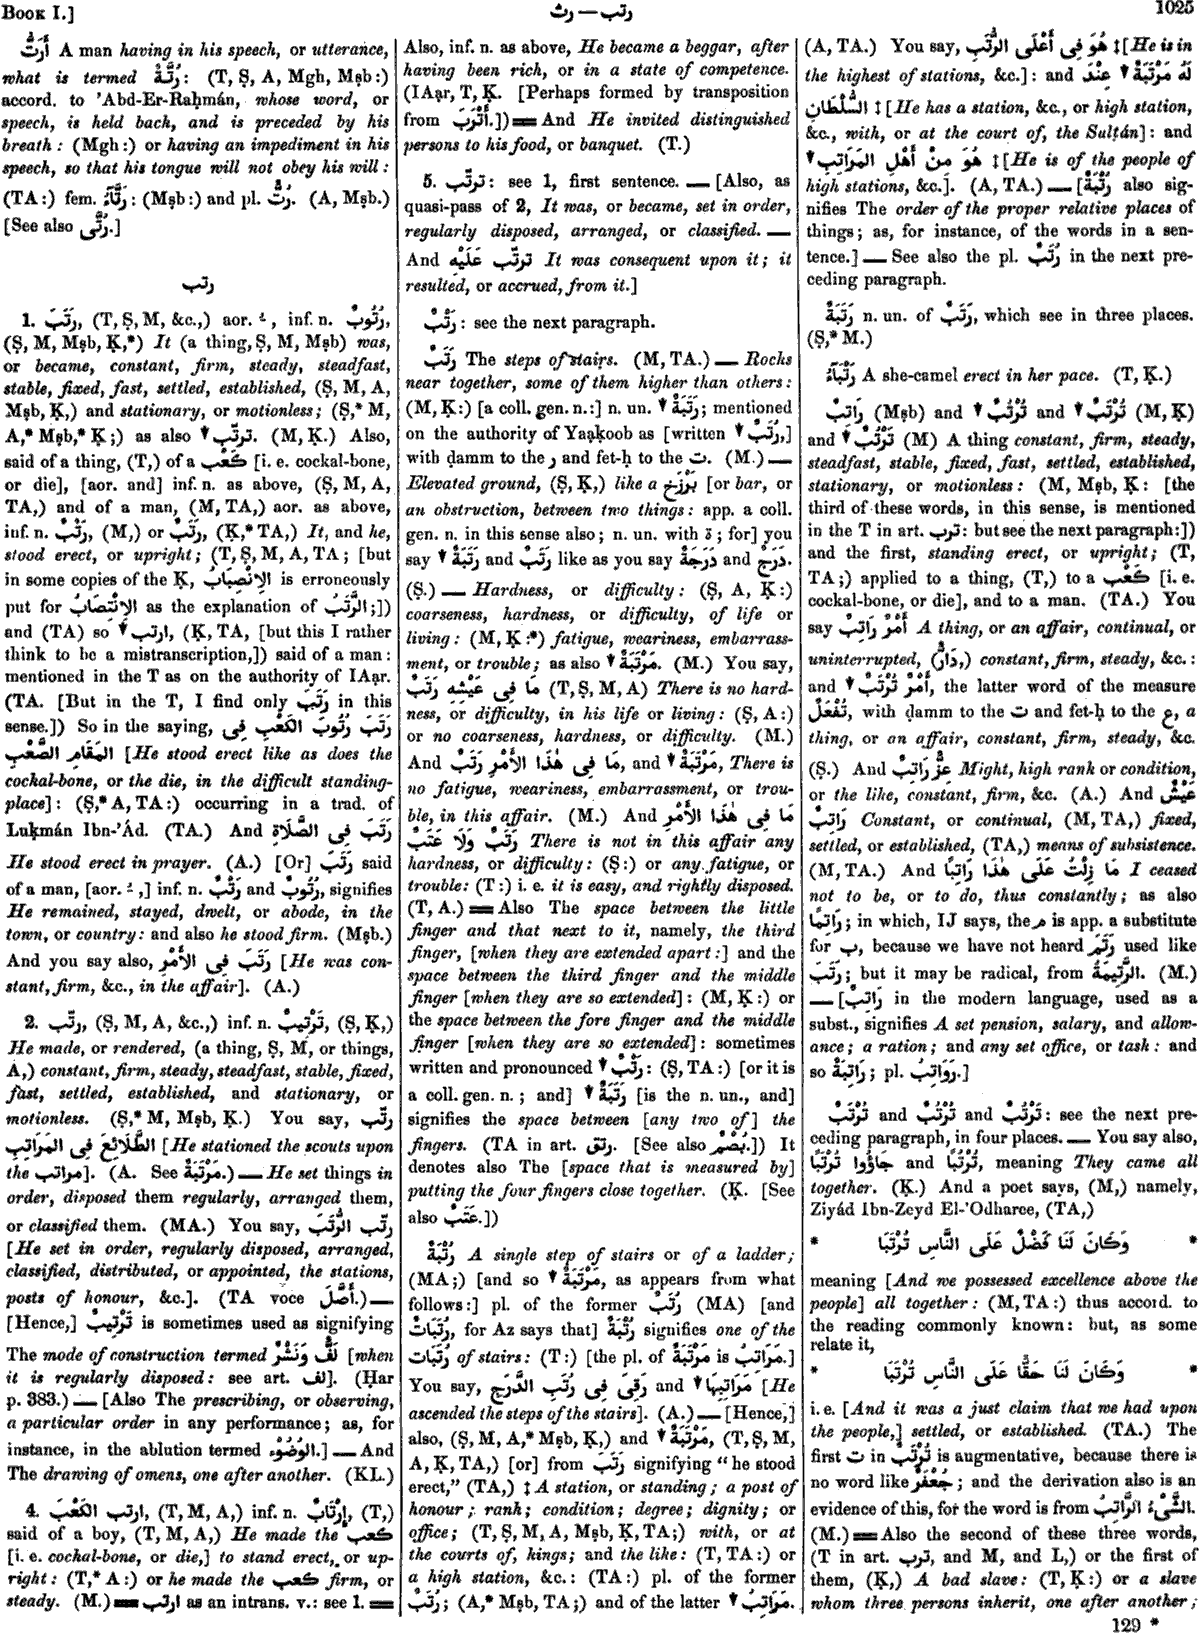 Book I.]
رتب — رث
1025
أَرَتُّ A man having in his speech, or utterance,
what is termed رُتَّةٌ: (T, Ṣ, A, Mgh, Mṣb:)
accord. to 'Abd-Er-Raḥmán, whose word, or
speech, is held back, and is preceded by his
breath: (Mgh:) or having an impediment in his
speech, so that his tongue will not obey his will:
(TA:) fem. رَتَّآءُ: (Mṣb:) and pl. رُتٌّ. (A, Mṣb.)
[See also رُتَّى.]
رتب
1. رَتَبَ, (T, Ṣ, M, &c.,) aor. ـُ, inf. n. رُتُوبٌ,
(Ṣ, M, Mṣb, Ḳ,*) It (a thing, Ṣ, M, Mṣb) was,
or became, constant, firm, steady, steadfast,
stable, fixed, fast, settled, established, (Ṣ, M, A,
Mṣb, Ḳ,) and stationary, or motionless; (Ṣ,* M,
A,* Mṣb,* Ḳ;) as also ↓ ترتّب. (M, Ḳ.) Also,
said of a thing, (T,) of a كَعْب [i. e. cockal-bone,
or die], [aor. and] inf. n. as above, (Ṣ, M, A,
TA,) and of a man, (M, TA,) aor. as above,
inf. n. رَتْبٌ, (M,) or رَتَبٌ, (Ḳ,* TA,) It, and he,
stood erect, or upright; (T, Ṣ, M, A, TA; [but
in some copies of the Ḳ, الاِنْصِبَابُ is erroneously
put for الاِنْتِصَابُ as the explanation of الرَّتَبُ;])
and (TA) so ↓ ارتب, (Ḳ, TA, [but this I rather
think to be a mistranscription,]) said of a man:
mentioned in the T as on the authority of IAạr.
(TA. [But in the T, I find only رَتَبَ in this
sense.]) So in the saying, رَتَبَ رُتُوبَ الكَعْبِ فِى
المَقَامِ الصَّعْبِ [He stood erect like as does the
cockal-bone, or the die, in the difficult standing-
place]: (Ṣ,* A, TA:) occurring in a trad. of
Luḳmán Ibn-'Ád. (TA.) And رَتَبَ فِى الصَّلَاةِ
He stood erect in prayer. (A.) [Or] رَتَبَ said
of a man, [aor. ـُ,] inf. n. رَتْبٌ and رُتُوبٌ, signifies
He remained, stayed, dwelt, or abode, in the
town, or country: and also he stood firm. (Mṣb.)
And you say also, رَتَبَ فِى الأَمْرِ [He was con-
stant, firm, &c., in the affair]. (A.)
2. رتّب, (Ṣ, M, A, &c.,) inf. n. تَرْتِيبٌ, (Ṣ, Ḳ,)
He made, or rendered, (a thing, Ṣ, M, or things,
A,) constant, firm, steady, steadfast, stable, fixed,
fast, settled, established, and stationary, or
motionless. (Ṣ,* M, Mṣb, Ḳ.) You say, رتّب
الطَّلَائِعَ فِى المَرَاتِبِ [He stationed the scouts upon
the مراتب]. (A. See مَرْتَبَةٌ.) — He set things in
order, disposed them regularly, arranged them,
or classified them. (MA.) You say, رتّب الرُّتَبَ
[He set in order, regularly disposed, arranged,
classified, distributed, or appointed, the stations,
posts of honour, &c.]. (TA voce أَصَّلَ.) —
[Hence,] تَرْتِيبٌ is sometimes used as signifying
The mode of construction termed لَفٌّ وَنَشْرٌ [when
it is regularly disposed: see art. لف]. (Ḥar
p. 383.) — [Also The prescribing, or observing,
a particular order in any performance; as, for
instance, in the ablution termed الوُضُوْء.] — And
The drawing of omens, one after another. (KL.)
4. ارتب الكَعْبَ, (T, M, A,) inf. n. إِرْتَابٌ, (T,)
said of a boy, (T, M, A,) He made the كعب
[i. e. cockal-bone, or die,] to stand erect, or up-
right: (T,* A:) or he made the كعب firm, or
steady. (M.) ═ ارتب as an intrans. v.: see 1. ═
Also, inf. n. as above, He became a beggar, after
having been rich, or in a state of competence.
(IAạr, T, Ḳ. [Perhaps formed by transposition
from أَتْرَبَ.]) ═ And He invited distinguished
persons to his food, or banquet. (T.)
5. ترتّب: see 1, first sentence. — [Also, as
quasi-pass of 2, It was, or became, set in order,
regularly disposed, arranged, or classified. —
And ترتّب عَلَيْهِ It was consequent upon it; it
resulted, or accrued, from it.]
رَتْبٌ: see the next paragraph.
رَتَبٌ The steps of stairs. (M, TA.) — Rocks
near together, some of them higher than others:
(M, Ḳ:) [a coll. gen. n.:] n. un. ↓ رَتَبَةٌ; mentioned
on the authority of Yaạḳoob as [written ↓ رُتَبٌ,]
with ḍamm to the ر and fet-ḥ to the ت. (M.) —
Elevated ground, (Ṣ, Ḳ,) like a بَرْزَخ [or bar, or
an obstruction, between two things: app. a coll.
gen. n. in this sense also; n. un. with ة; for] you
say ↓ رَتَبَةٌ and رَتَبٌ like as you say دَرَجَةٌ and دَرَجٌ.
(Ṣ.) — Hardness, or difficulty: (Ṣ, A, Ḳ:)
coarseness, hardness, or difficulty, of life or
living: (M, Ḳ:*) fatigue, weariness, embarrass-
ment, or trouble; as also ↓ مَرْتَبَةٌ. (M.) You say,
مَا فِى عَيْشِهِ رَتَبٌ (T, Ṣ, M, A) There is no hard-
ness, or difficulty, in his life or living: (Ṣ, A:)
or no coarseness, hardness, or difficulty. (M.)
And مَا فِى هٰذَا الأَمْرِ رَتَبٌ, and ↓ مَرْتَبَةٌ, There is
no fatigue, weariness, embarrassment, or trou-
ble, in this affair. (M.) And مَا فِى هٰذَا الأَمْرِ
رَتَبٌ وَلَا عَتَبٌ There is not in this affair any
hardness, or difficulty: (Ṣ:) or any fatigue, or
trouble: (T:) i. e. it is easy, and rightly disposed.
(T, A.) ═ Also The space between the little
finger and that next to it, namely, the third
finger, [when they are extended apart:] and the
space between the third finger and the middle
finger [when they are so extended]: (M, Ḳ:) or
the space between the fore finger and the middle
finger [when they are so extended]: sometimes
written and pronounced ↓ رَتْبٌ: (Ṣ, TA:) [or it is
a coll. gen. n.; and] ↓ رَتَبَةٌ [is the n. un., and]
signifies the space between [any two of] the
fingers. (TA in art. رتق. [See also بُصْمٌ.]) It
denotes also The [space that is measured by]
putting the four fingers close together. (Ḳ. [See
also عَتَبٌ.])
رُتْبَةٌ A single step of stairs or of a ladder;
(MA;) [and so ↓ مَرْتَبَةٌ, as appears from what
follows:] pl. of the former رُتَبٌ (MA) [and
رُتَبَاتٌ, for Az says that] رُتْبَةٌ signifies one of the
رُتَبَات of stairs: (T:) [the pl. of مَرْتَبَةٌ is مَرَاتِبُ.]
You say, رَقِىَ فِى رُتَبِ الدَّرَجِ and ↓ مَرَاتِبِهَا [He
ascended the steps of the stairs]. (A.) — [Hence,]
also, (Ṣ, M, A,* Mṣb, Ḳ,) and ↓ مَرْتَبَةٌ, (T, Ṣ, M,
A, Ḳ, TA,) [or] from رَتَبَ signifying "he stood
erect," (TA,) ‡ A station, or standing; a post of
honour; rank; condition; degree; dignity; or
office; (T, Ṣ, M, A, Mṣb, Ḳ, TA;) with, or at
the courts of, kings; and the like: (T, TA:) or
a high station, &c.: (TA:) pl. of the former
رُتَبٌ; (A,* Mṣb, TA;) and of the latter ↓ مَرَاتِبُ.
(A, TA.) You say, هُوَ فِى أَعْلَى الرُّتَبِ ‡ [He is in
the highest of stations, &c.]: and لَهُ مَرْتَبَةٌ ↓ عِنْدَ
السُّلْطَانِ ‡ [He has a station, &c., or high station,
&c., with, or at the court of, the Sulṭán]: and
هُوَ مِنْ أَهْلِ المَرَاتِبِ ↓ ‡ [He is of the people of
high stations, &c.]. (A, TA.) — [رُتْبَةٌ also sig-
nifies The order of the proper relative places of
things; as, for instance, of the words in a sen-
tence.] — See also the pl. رُتَبٌ in the next pre-
ceding paragraph.
رَتَبَةٌ n. un. of رَتَبٌ, which see in three places.
(Ṣ,* M.)
رَتْبَآءُ A she-camel erect in her pace. (T, Ḳ.)
رَاتِبٌ (Mṣb) and ↓ تُرْتُبٌ and ↓ تُرْتَبٌ (M, Ḳ)
and ↓ تَرْتُبٌ (M) A thing constant, firm, steady,
steadfast, stable, fixed, fast, settled, established,
stationary, or motionless: (M, Mṣb, Ḳ: [the
third of these words, in this sense, is mentioned
in the T in art. ترب: but see the next paragraph:])
and the first, standing erect, or upright; (T,
TA;) applied to a thing, (T,) to a كَعْب [i. e.
cockal-bone, or die], and to a man. (TA.) You
say أَمْرٌ رَاتِبٌ A thing, or an affair, continual, or
uninterrupted, (دَارٌّ,) constant, firm, steady, &c.:
and ↓ أَمْرٌ تُرْتَبٌ, the latter word of the measure
تُفْعَلٌ, with ḍamm to the ت and fet-ḥ to the ع, a
thing, or an affair, constant, firm, steady, &c.
(Ṣ.) And عِزٌّ رَاتِبٌ Might, high rank or condition,
or the like, constant, firm, &c. (A.) And عَيْشٌ
رَاتِبٌ Constant, or continual, (M, TA,) fixed,
settled, or established, (TA,) means of subsistence.
(M, TA.) And مَا زِلْتُ عَلَى هٰذَا رَاتِبًا I ceased
not to be, or to do, thus constantly; as also
رَاتِمًا; in which, IJ says, the م is app. a substitute
for ب, because we have not heard رَتَمَ used like
رَتَبَ; but it may be radical, from الرَّتِيمَةُ. (M.)
— [رَاتِبٌ in the modern language, used as a
subst., signifies A set pension, salary, and allow-
ance; a ration; and any set office, or task: and
so رَاتِبَةٌ; pl. رَوَاتِبُ.]
تَرْتُبٌ and تُرْتُبٌ and تُرْتَبٌ: see the next pre-
ceding paragraph, in four places. — You say also,
جَاؤُوا تُرْتُبًا and تُرْتَبًا, meaning They came all
together. (Ḳ.) And a poet says, (M,) namely,
Ziyád Ibn-Zeyd El-'Odharee, (TA,)
* وَكَانَ لَنَا فَضْلٌ عَلَى النَّاسِ تُرْتَبَا *
meaning [And we possessed excellence above the
people] all together: (M, TA:) thus accord. to
the reading commonly known: but, as some
relate it,
* وَكَانَ لَنَا حَقًّا عَلَى النَّاسِ تُرْتَبَا *
i. e. [And it was a just claim that we had upon
the people,] settled, or established. (TA.) The
first ت in تُرْتَبٌ is augmentative, because there is
no word like جُعْفَرٌ; and the derivation also is an
evidence of this, for the word is from الشَّىْءُ الرَّاتِبُ.
(M.) ═ Also the second of these three words,
(T in art. ترب, and M, and L,) or the first of
them, (Ḳ,) A bad slave: (T, Ḳ:) or a slave
whom three persons inherit, one after another;
129 *